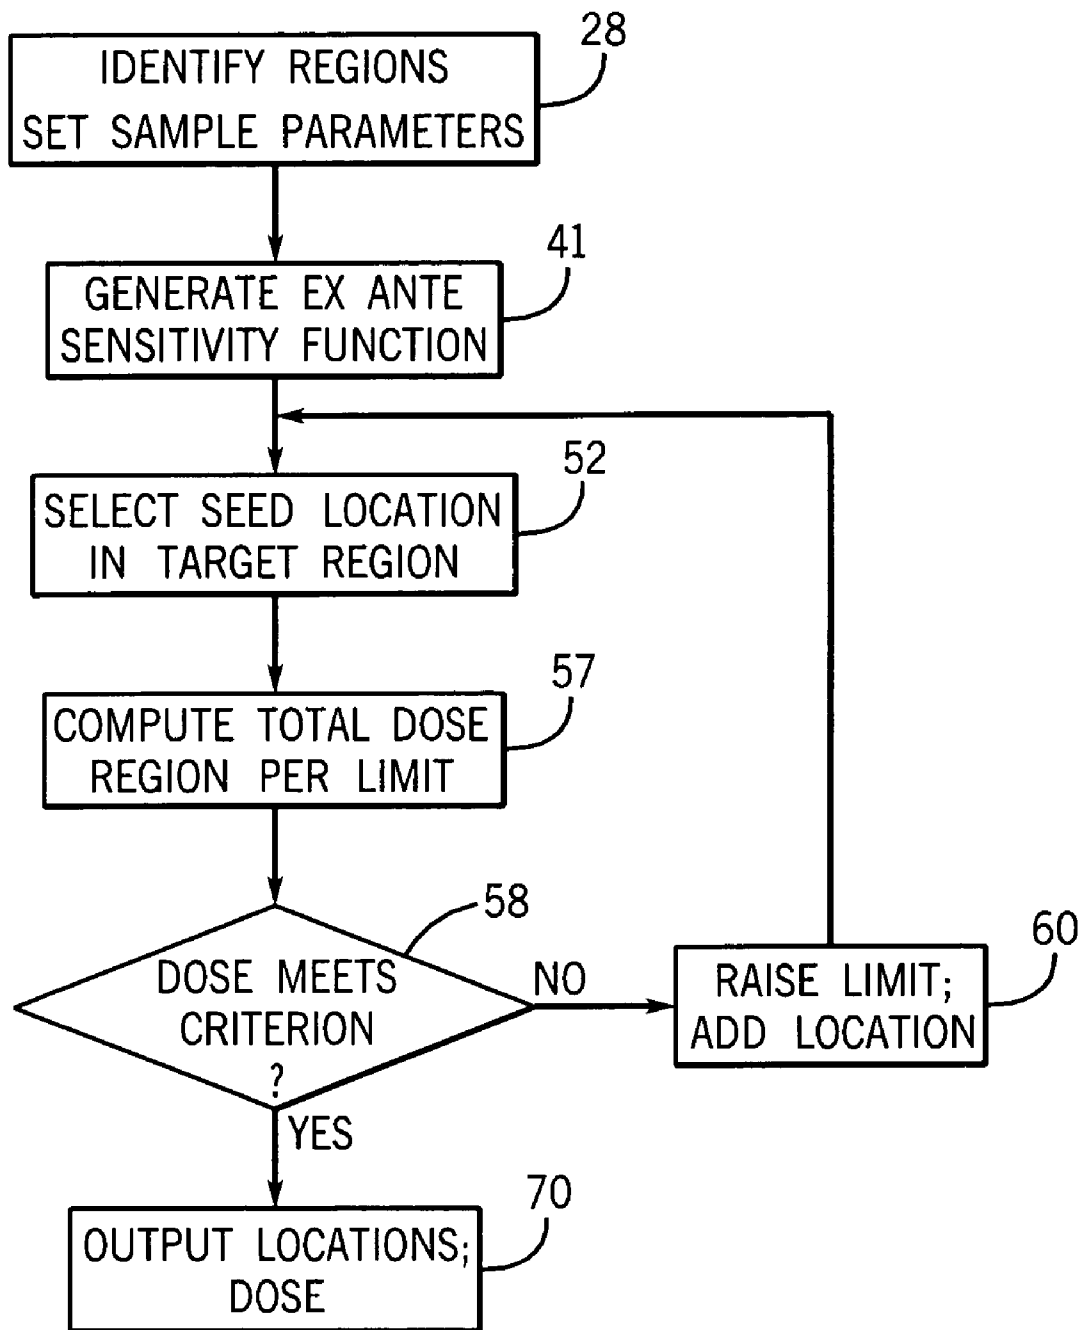 28
IDENTIFY REGIONS
SET SAMPLE PARAMETERS
41
GENERATE EX ANTE
SENSITIVITY FUNCTION
52
SELECT SEED LOCATION
IN TARGET REGION
57
COMPUTE TOTAL DOSE
REGION PER LIMIT
58
DOSE MEETS
CRITERION
?
NO
60
RAISE LIMIT;
ADD LOCATION
YES
70
OUTPUT LOCATIONS;
DOSE